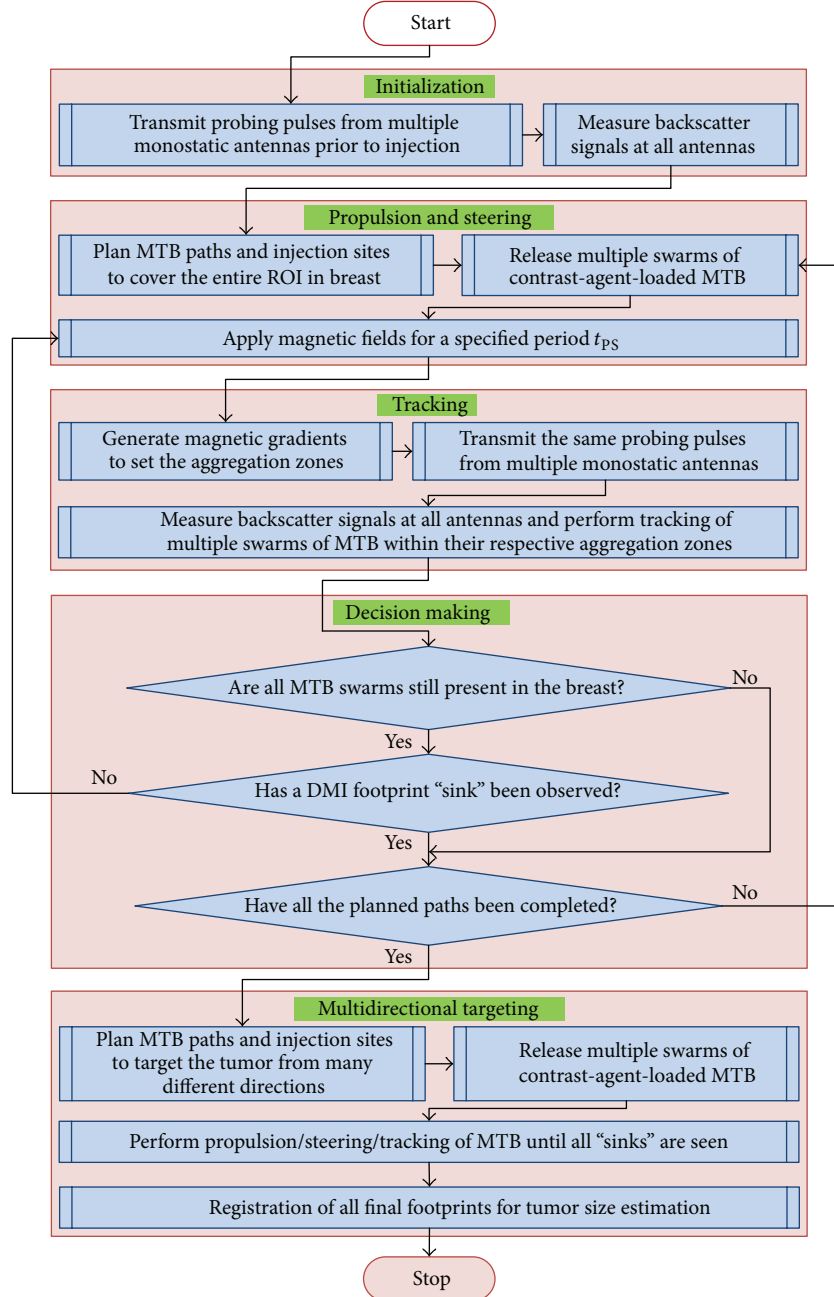 Start
Initialization
Transmit probing pulses from multiple
monostatic antennas prior to injection
Measure backscatter
signals at all antennas
Propulsion and steering
Plan MTB paths and injection sites
to cover the entire ROI in breast
Release multiple swarms of
contrast-agent-loaded MTB
Apply magnetic fields for a specified period tPS
Tracking
Generate magnetic gradients
to set the aggregation zones
Transmit the same probing pulses
from multiple monostatic antennas
Measure backscatter signals at all antennas and perform tracking of
multiple swarms of MTB within their respective aggregation zones
Decision making
Are all MTB swarms still present in the breast?
No
Yes
No
Has a DMI footprint “sink” been observed?
Yes
Have all the planned paths been completed?
No
Yes
Multidirectional targeting
Plan MTB paths and injection sites
to target the tumor from many
different directions
Release multiple swarms of
contrast-agent-loaded MTB
Perform propulsion/steering/tracking of MTB until all “sinks” are seen
Registration of all final footprints for tumor size estimation
Stop